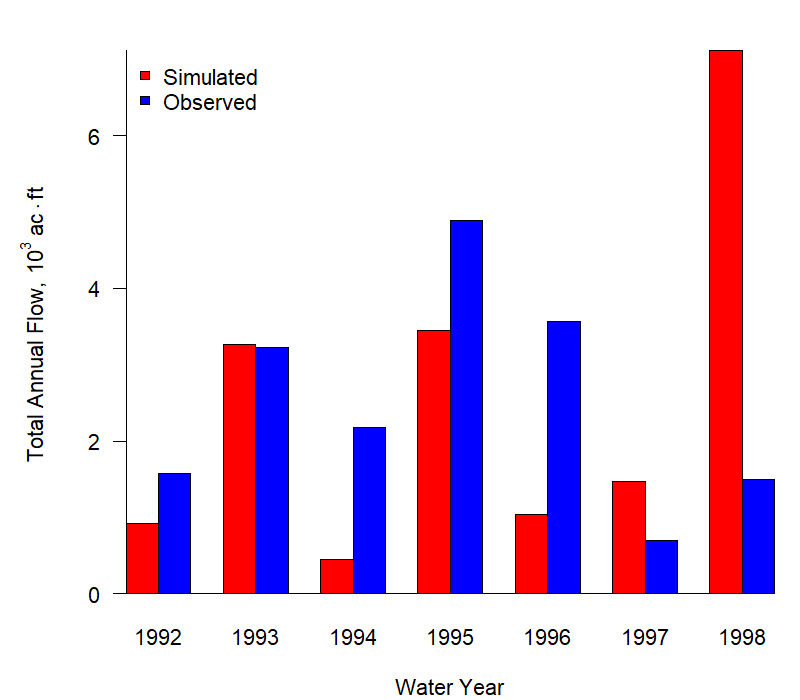 Simulated
Observed
Total Annual Flow, 10³ ac · ft
6
4
2
0
1992 1993 1994 1995 1996 1997 1998
Water Year